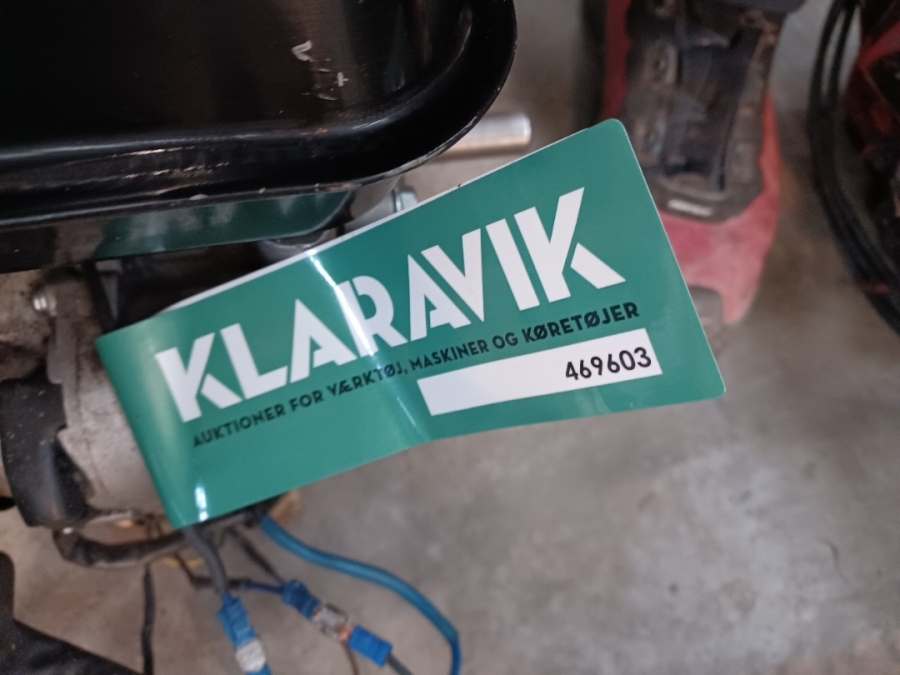 KLARAVIK
AUKTIONER FOR VÆRKTØJ, MASKINER OG KØRETØJER
469603